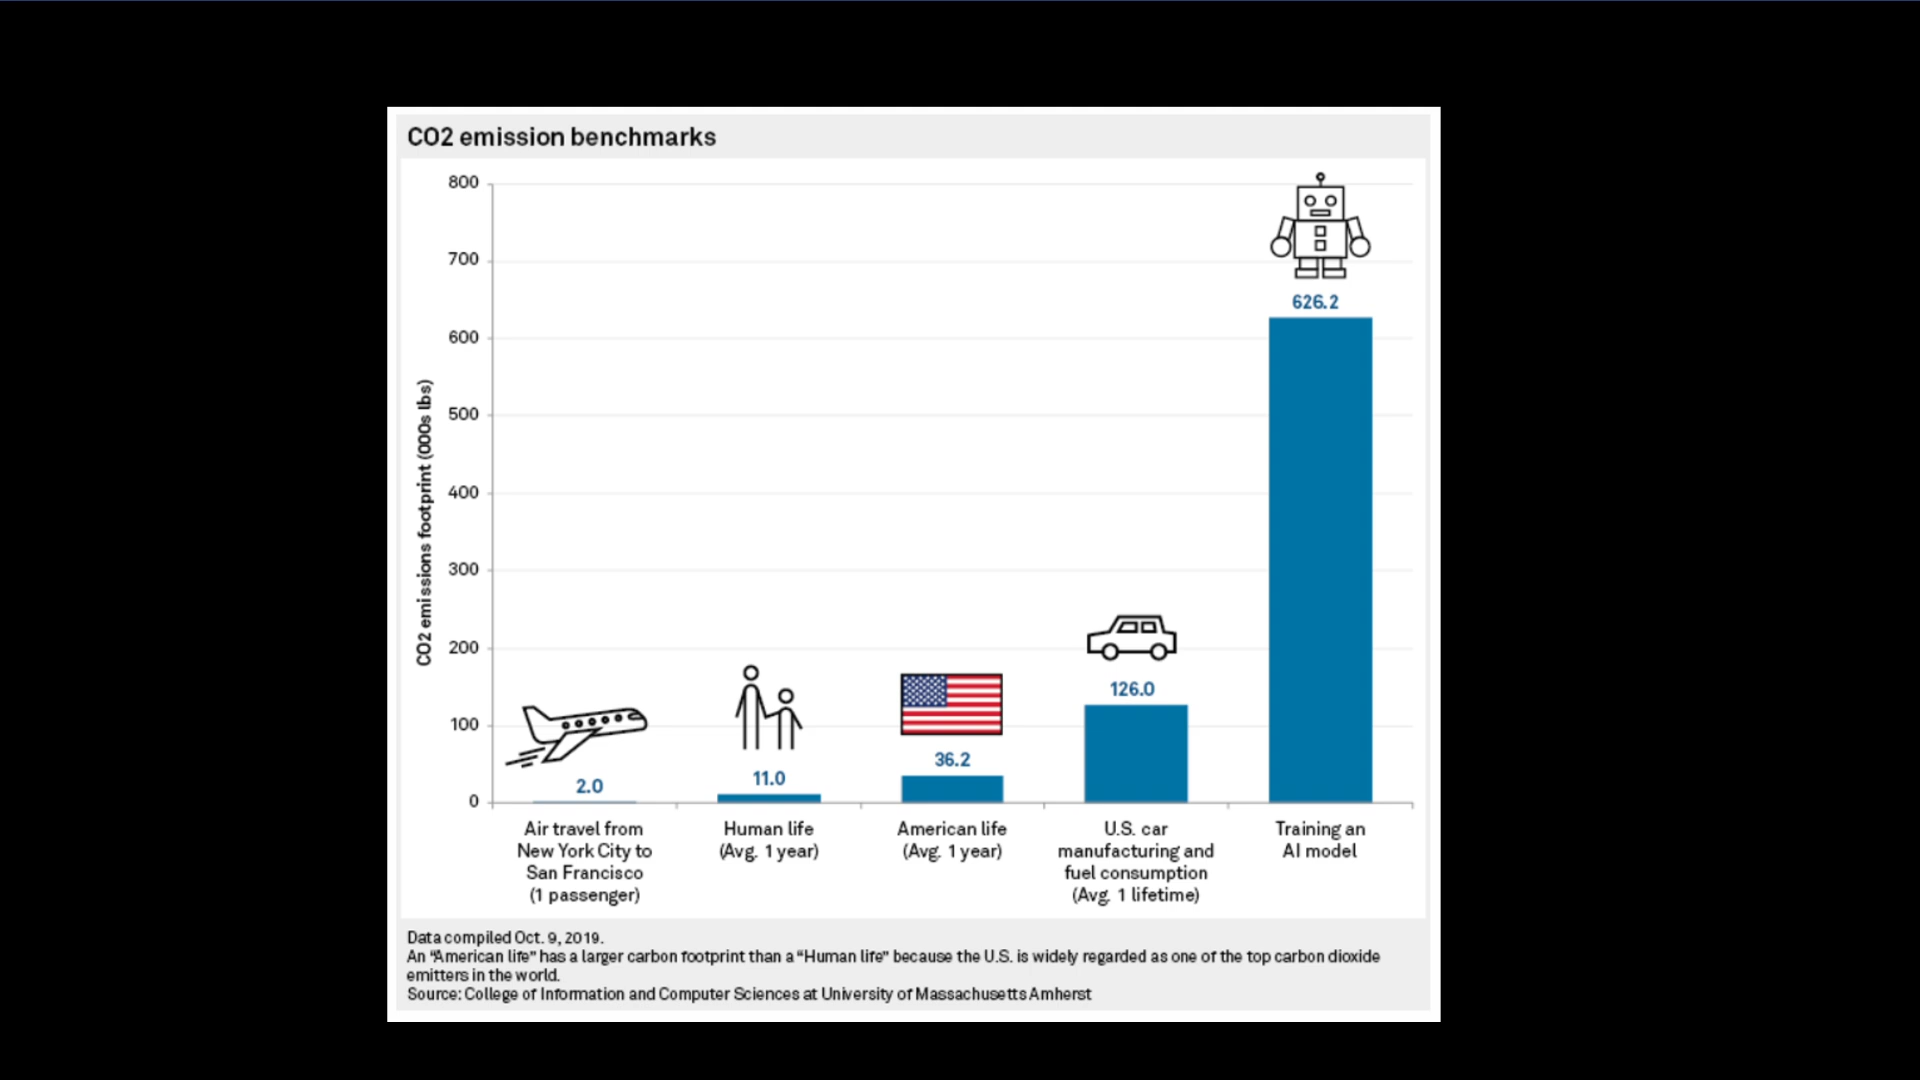 CO2 emission benchmarks
CO2 emissions footprint (000s lbs)
800
700
600
500
400
300
200
100
0
2.0
11.0
36.2
126.0
626.2
Air travel from
New York City to
San Francisco
(1 passenger)
Human life
(Avg. 1 year)
American life
(Avg. 1 year)
U.S. car
manufacturing and
fuel consumption
(Avg. 1 lifetime)
Training an
AI model
Data compiled Oct. 9, 2019.
An “American life” has a larger carbon footprint than a “Human life” because the U.S. is widely regarded as one of the top carbon dioxide
emitters in the world.
Source: College of Information and Computer Sciences at University of Massachusetts Amherst